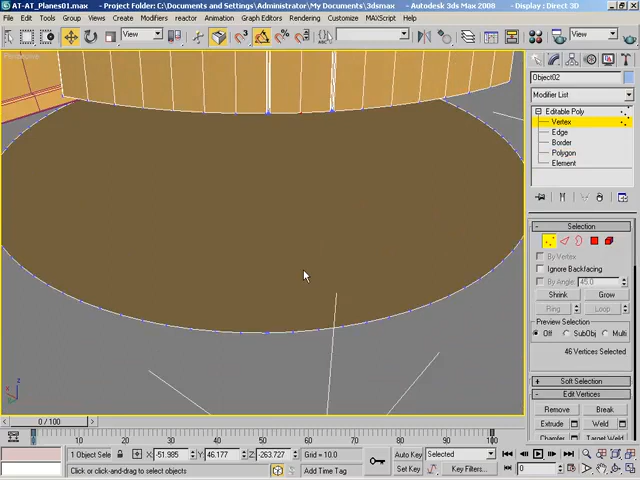 AT-AT_Planes01.max - Project Folder: C:\Documents and Settings\Administrator\My Documents\3dsmax - Autodesk 3ds Max 2008 - Display : Direct 3D
File Edit Tools Group Views Create Modifiers reactor Animation Graph Editors Rendering Customize MAXScript Help
View View
Perspective
Object02
Modifier List
Editable Poly
Vertex
Edge
Border
Polygon
Element
Selection
By Vertex
Ignore Backfacing
By Angle: 45.0
Shrink Grow
Ring Loop
Preview Selection
Off SubObj Multi
46 Vertices Selected
Soft Selection
Edit Vertices
Remove Break
Extrude Weld
Chamfer Target Weld
0 / 100
0 10 20 30 40 50 60 70 80 90 100
1 Object Sele X: -51.985 Y: 46.177 Z: -263.727 Grid = 10.0 Auto Key Selected
Click or click-and-drag to select objects Add Time Tag Set Key Key Filters... 0